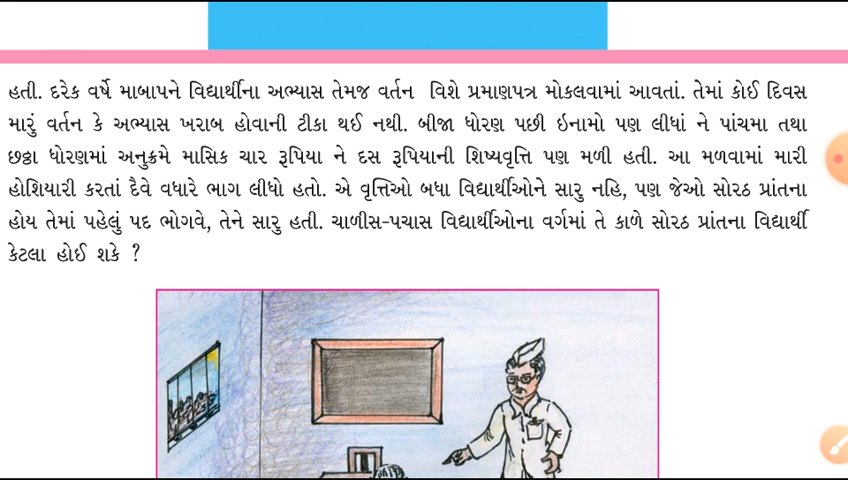 હતી. દરેક વર્ષે માબાપને વિદ્યાર્થીના અભ્યાસ તેમજ વર્તન વિશે પ્રમાણપત્ર મોકલવામાં આવતાં. તેમાં કોઈ દિવસ
મારું વર્તન કે અભ્યાસ ખરાબ હોવાની ટીકા થઈ નથી. બીજા ધોરણ પછી ઇનામો પણ લીધાં ને પાંચમા તથા
છઠ્ઠા ધોરણમાં અનુક્રમે માસિક ચાર રૂપિયા ને દસ રૂપિયાની શિષ્યવૃત્તિ પણ મળી હતી. આ મળવામાં મારી
હોશિયારી કરતાં દૈવે વધારે ભાગ લીધો હતો. એ વૃત્તિઓ બધા વિદ્યાર્થીઓને સારુ નહિ, પણ જેઓ સોરઠ પ્રાંતના
હોય તેમાં પહેલું પદ ભોગવે, તેને સારુ હતી. ચાળીસ-પચાસ વિદ્યાર્થીઓના વર્ગમાં તે કાળે સોરઠ પ્રાંતના વિદ્યાર્થી
કેટલા હોઈ શકે ?